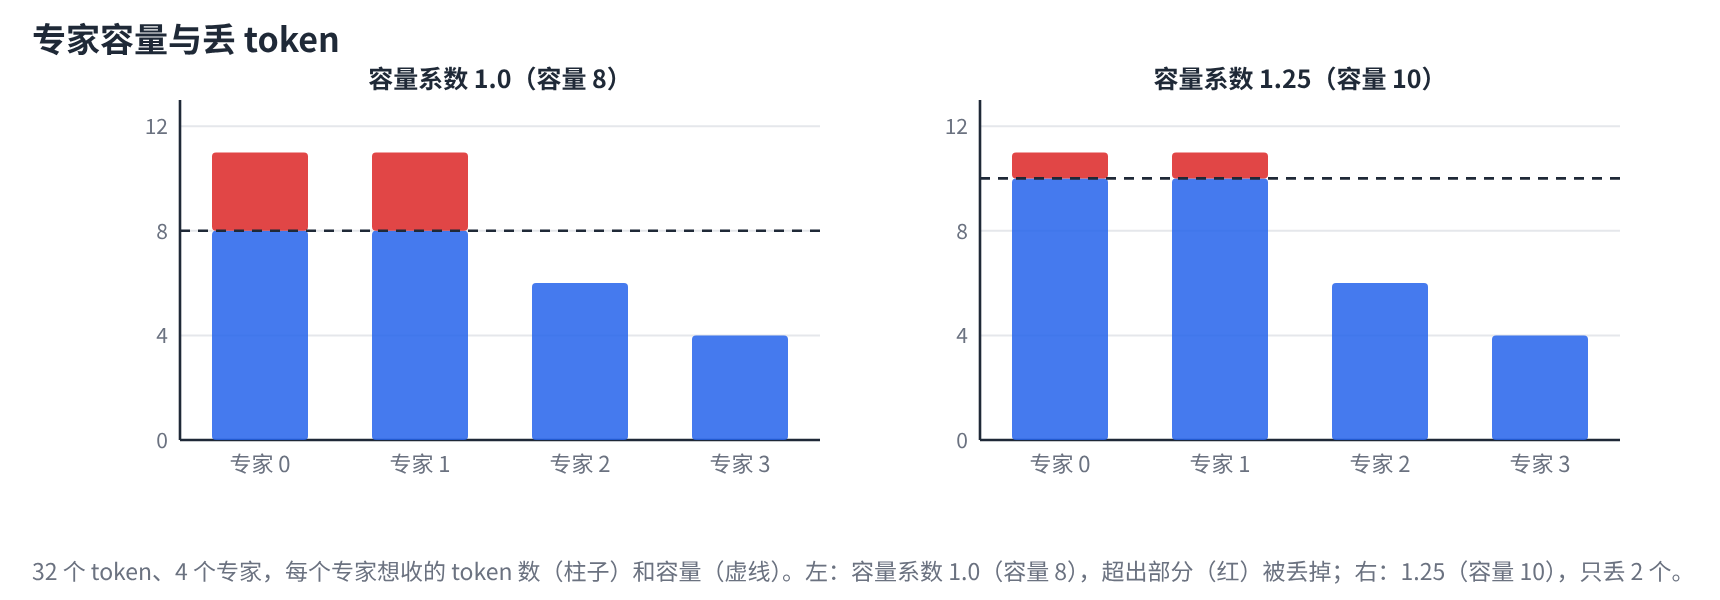 专家容量与丢 token
容量系数 1.0（容量 8）
12
8
4
0
专家 0
专家 1
专家 2
专家 3
容量系数 1.25（容量 10）
12
8
4
0
专家 0
专家 1
专家 2
专家 3
32 个 token、4 个专家，每个专家想收的 token 数（柱子）和容量（虚线）。左：容量系数 1.0（容量 8），超出部分（红）被丢掉；右：1.25（容量 10），只丢 2 个。